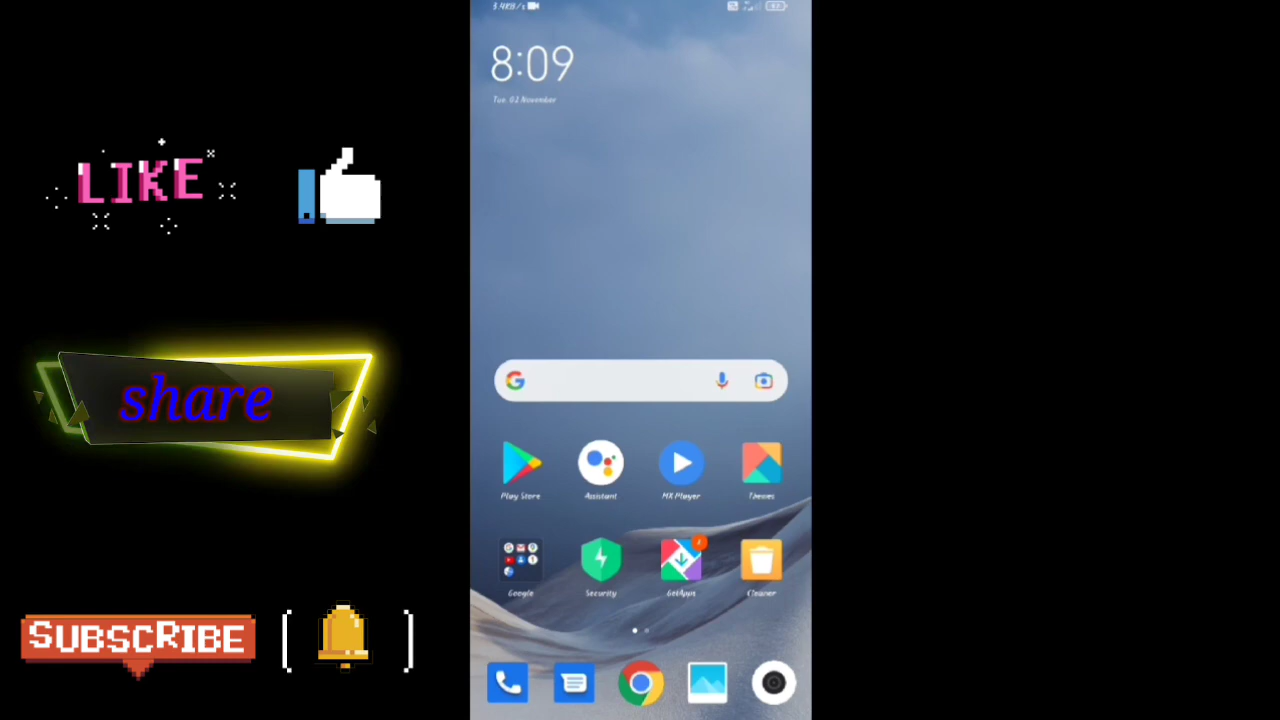 LIKE
share
SUBSCRIBE
8:09
Tue, 02 November
Play Store
Assistant
MX Player
Themes
Google
Security
GetApps
Cleaner